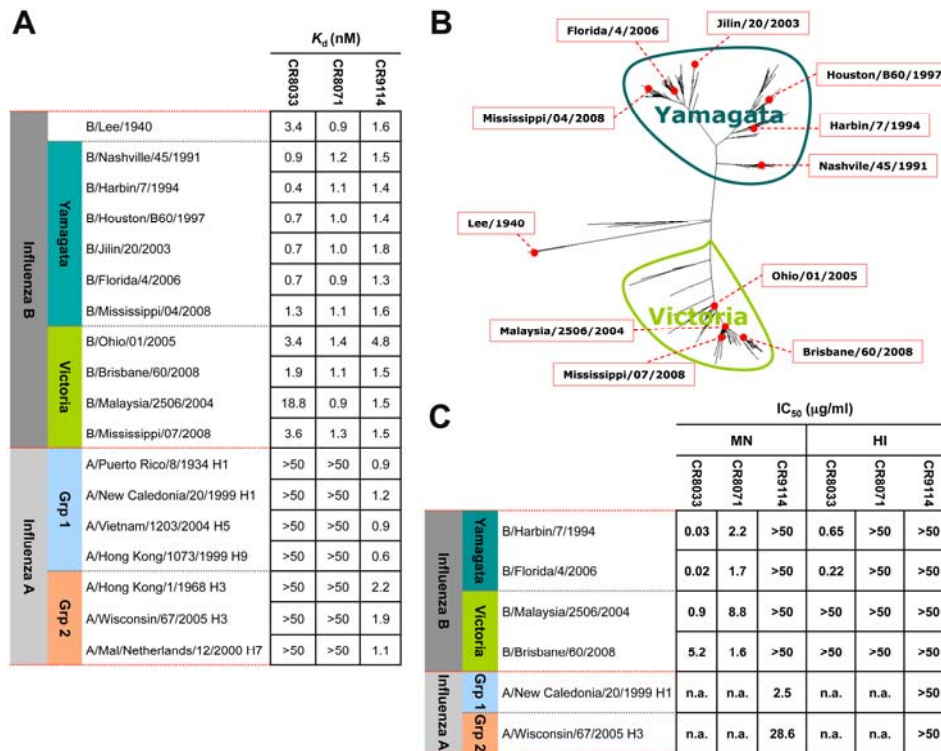 A
Kd (nM)
CR8033 CR8071 CR9114
Influenza B
B/Lee/1940 3.4 0.9 1.6
Yamagata
B/Nashville/45/1991 0.9 1.2 1.5
B/Harbin/7/1994 0.4 1.1 1.4
B/Houston/B60/1997 0.7 1.0 1.4
B/Jilin/20/2003 0.7 1.0 1.8
B/Florida/4/2006 0.7 0.9 1.3
B/Mississippi/04/2008 1.3 1.1 1.6
Victoria
B/Ohio/01/2005 3.4 1.4 4.8
B/Brisbane/60/2008 1.9 1.1 1.5
B/Malaysia/2506/2004 18.8 0.9 1.5
B/Mississippi/07/2008 3.6 1.3 1.5
Influenza A
Grp 1
A/Puerto Rico/8/1934 H1 >50 >50 0.9
A/New Caledonia/20/1999 H1 >50 >50 1.2
A/Vietnam/1203/2004 H5 >50 >50 0.9
A/Hong Kong/1073/1999 H9 >50 >50 0.6
Grp 2
A/Hong Kong/1/1968 H3 >50 >50 2.2
A/Wisconsin/67/2005 H3 >50 >50 1.9
A/Mal/Netherlands/12/2000 H7 >50 >50 1.1
B
Jilin/20/2003
Florida/4/2006
Houston/B60/1997
Mississippi/04/2008
Yamagata
Harbin/7/1994
Nashvile/45/1991
Lee/1940
Ohio/01/2005
Victoria
Malaysia/2506/2004
Brisbane/60/2008
Mississippi/07/2008
C
IC50 (μg/ml)
MN HI
CR8033 CR8071 CR9114 CR8033 CR8071 CR9114
Influenza B
Yamagata
B/Harbin/7/1994 0.03 2.2 >50 0.65 >50 >50
B/Florida/4/2006 0.02 1.7 >50 0.22 >50 >50
Victoria
B/Malaysia/2506/2004 0.9 8.8 >50 >50 >50 >50
B/Brisbane/60/2008 5.2 1.6 >50 >50 >50 >50
Influenza A
Grp 1
A/New Caledonia/20/1999 H1 n.a. n.a. 2.5 n.a. n.a. >50
Grp 2
A/Wisconsin/67/2005 H3 n.a. n.a. 28.6 n.a. n.a. >50